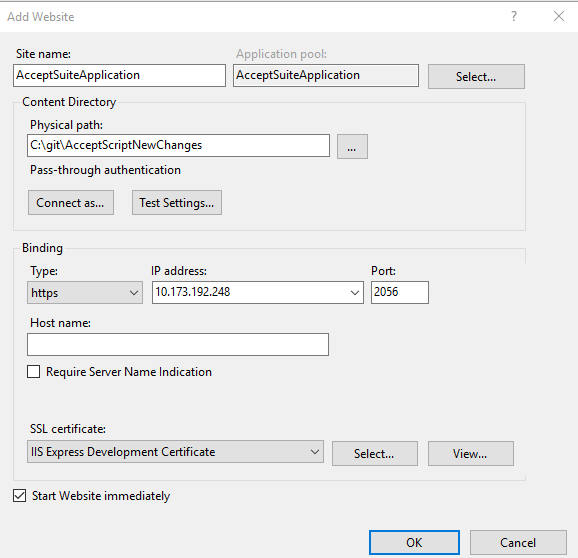 Add Website
?
Site name: Application pool:
AcceptSuiteApplication AcceptSuiteApplication Select...
Content Directory
Physical path:
C:\git\AcceptScriptNewChanges ...
Pass-through authentication
Connect as... Test Settings...
Binding
Type: IP address: Port:
https 10.173.192.248 2056
Host name:
Require Server Name Indication
SSL certificate:
IIS Express Development Certificate Select... View...
Start Website immediately
OK Cancel